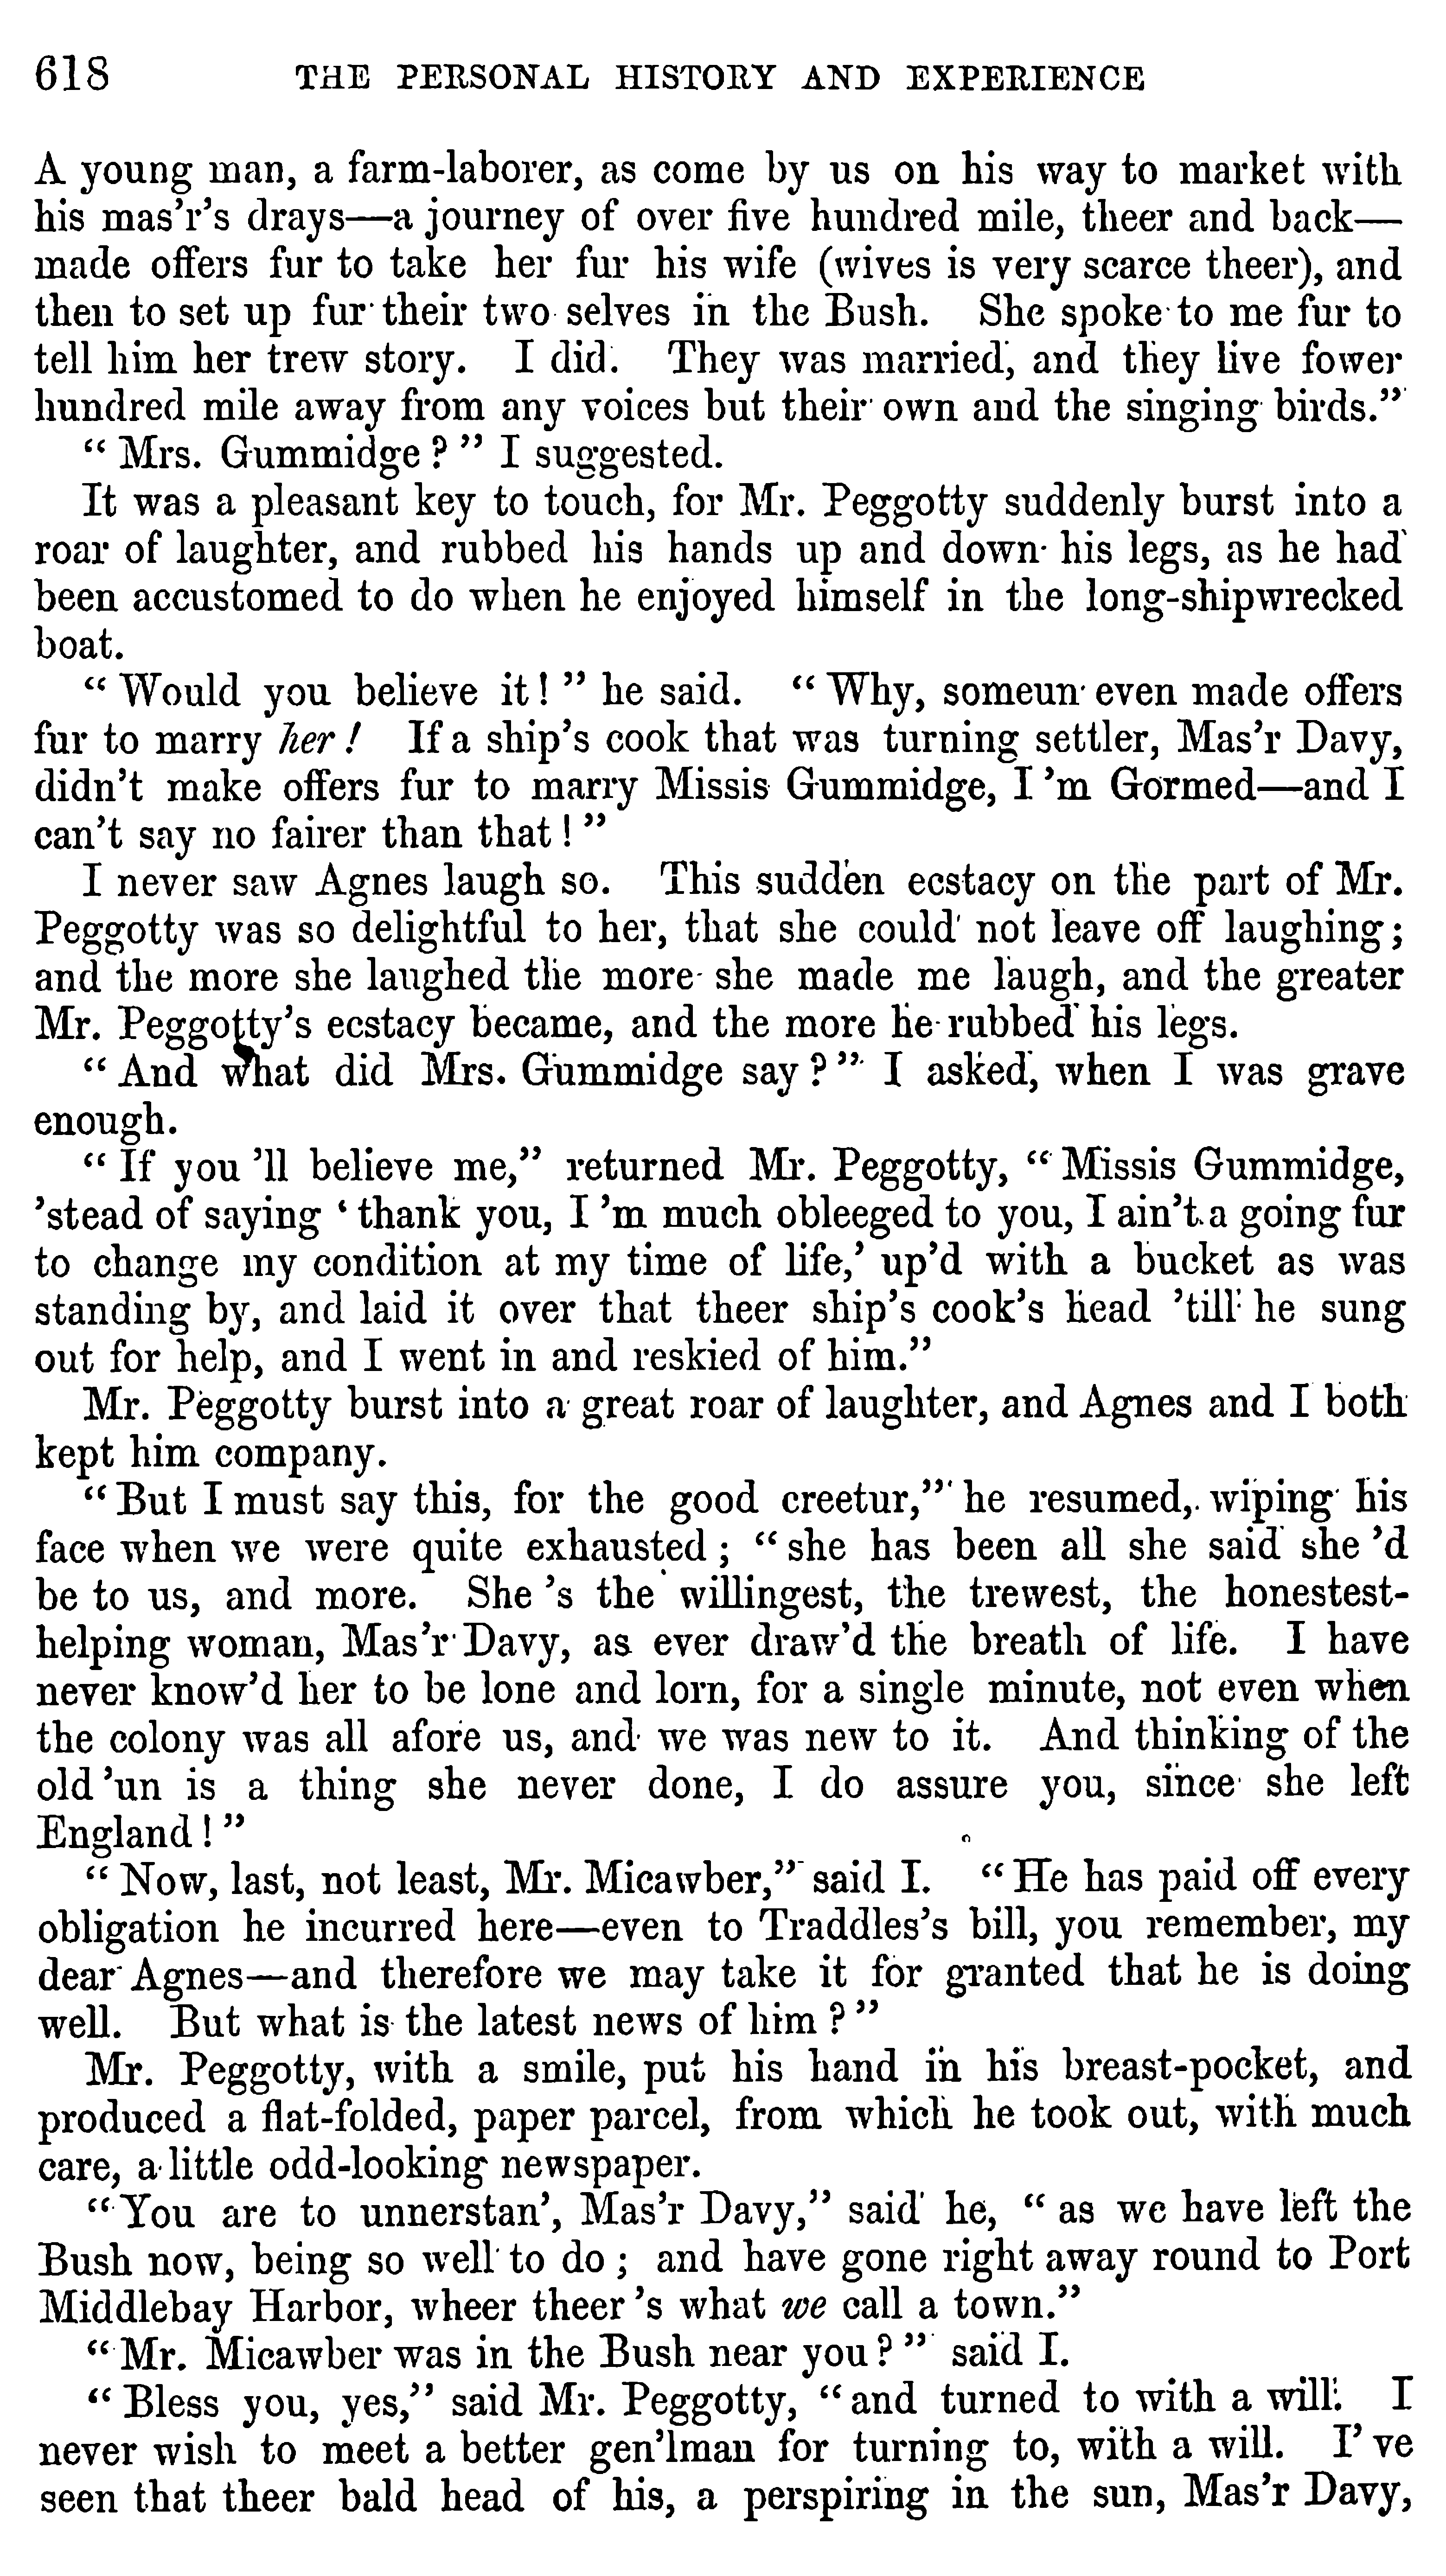 618 THE PERSONAL HISTORY AND EXPERIENCE
A young man, a farm-laborer, as come by us on his way to market with
his mas'r's drays—a journey of over five hundred mile, theer and back—
made offers fur to take her fur his wife (wives is very scarce theer), and
then to set up fur their two selves in the Bush. She spoke to me fur to
tell him her trew story. I did. They was married, and they live fower
hundred mile away from any voices but their own and the singing birds."
"Mrs. Gummidge?" I suggested.
It was a pleasant key to touch, for Mr. Peggotty suddenly burst into a
roar of laughter, and rubbed his hands up and down his legs, as he had
been accustomed to do when he enjoyed himself in the long-shipwrecked
boat.
"Would you believe it!" he said. "Why, someun even made offers
fur to marry her! If a ship's cook that was turning settler, Mas'r Davy,
didn't make offers fur to marry Missis Gummidge, I'm Gormed—and I
can't say no fairer than that!"
I never saw Agnes laugh so. This sudden ecstacy on the part of Mr.
Peggotty was so delightful to her, that she could not leave off laughing;
and the more she laughed the more she made me laugh, and the greater
Mr. Peggotty's ecstacy became, and the more he rubbed his legs.
"And what did Mrs. Gummidge say?" I asked, when I was grave
enough.
"If you'll believe me," returned Mr. Peggotty, "Missis Gummidge,
'stead of saying 'thank you, I'm much obleeged to you, I ain't a going fur
to change my condition at my time of life,' up'd with a bucket as was
standing by, and laid it over that theer ship's cook's head 'till he sung
out for help, and I went in and reskied of him."
Mr. Peggotty burst into a great roar of laughter, and Agnes and I both
kept him company.
"But I must say this, for the good creetur," he resumed, wiping his
face when we were quite exhausted; "she has been all she said she'd
be to us, and more. She's the willingest, the trewest, the honestest-
helping woman, Mas'r Davy, as ever draw'd the breath of life. I have
never know'd her to be lone and lorn, for a single minute, not even when
the colony was all afore us, and we was new to it. And thinking of the
old 'un is a thing she never done, I do assure you, since she left
England!"
"Now, last, not least, Mr. Micawber," said I. "He has paid off every
obligation he incurred here—even to Traddles's bill, you remember, my
dear Agnes—and therefore we may take it for granted that he is doing
well. But what is the latest news of him?"
Mr. Peggotty, with a smile, put his hand in his breast-pocket, and
produced a flat-folded, paper parcel, from which he took out, with much
care, a little odd-looking newspaper.
"You are to unnerstan', Mas'r Davy," said he, "as we have left the
Bush now, being so well to do; and have gone right away round to Port
Middlebay Harbor, wheer theer's what we call a town."
"Mr. Micawber was in the Bush near you?" said I.
"Bless you, yes," said Mr. Peggotty, "and turned to with a will. I
never wish to meet a better gen'lman for turning to, with a will. I've
seen that theer bald head of his, a perspiring in the sun, Mas'r Davy,